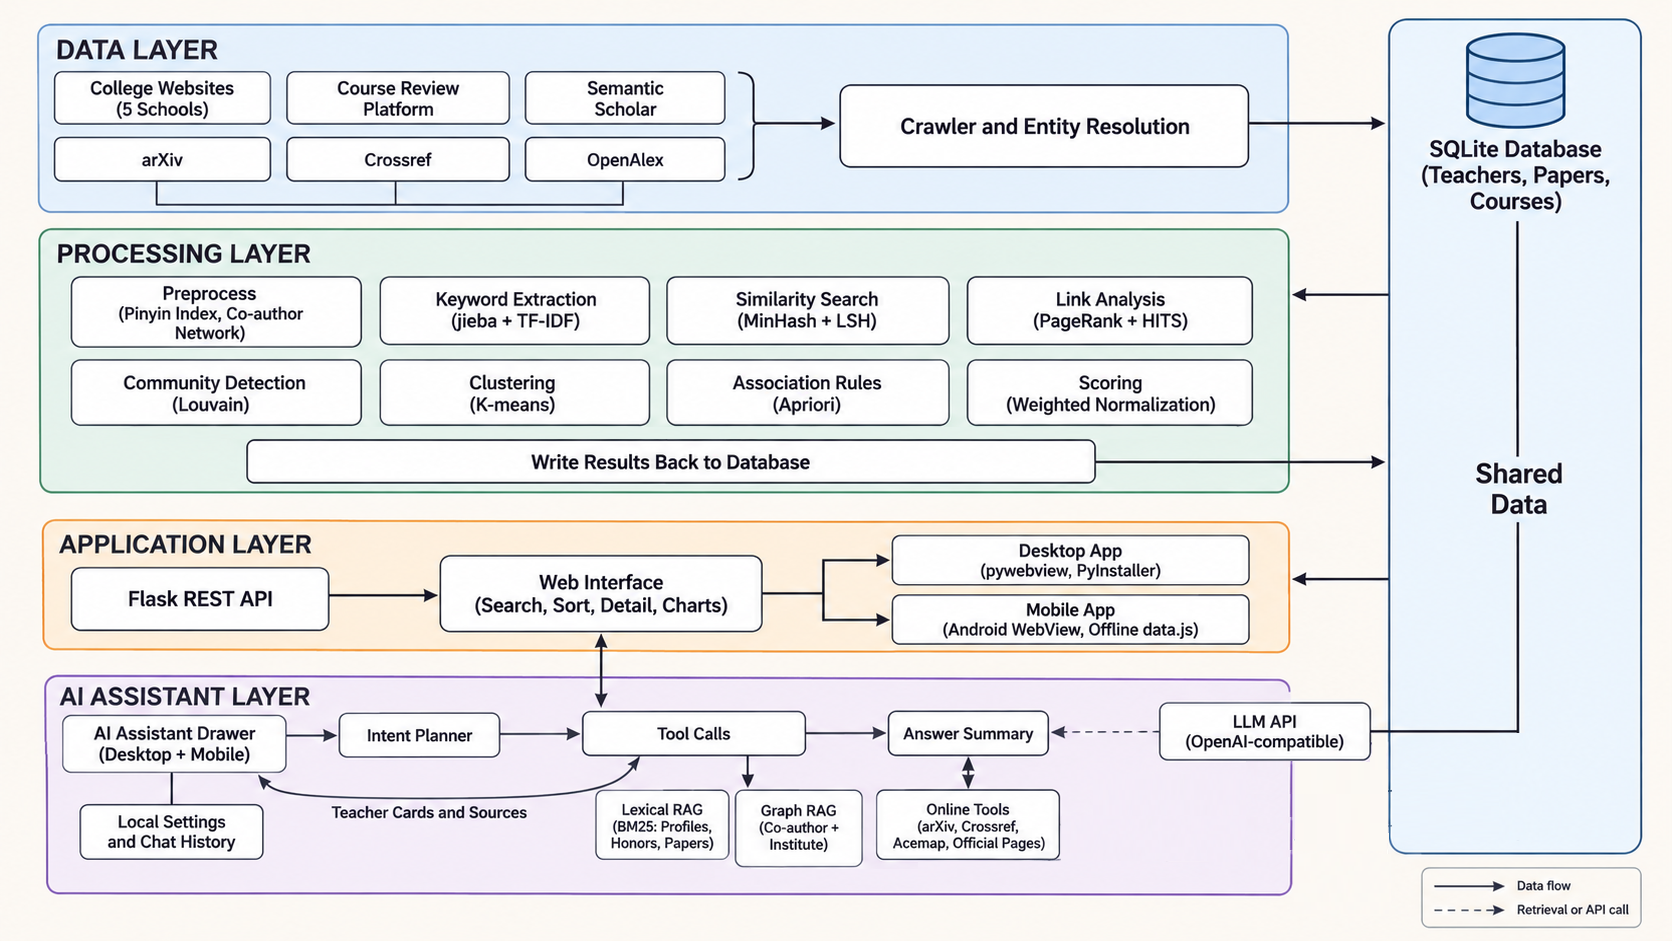 DATA LAYER
College Websites
(5 Schools)
Course Review
Platform
Semantic
Scholar
arXiv
Crossref
OpenAlex
Crawler and Entity Resolution
SQLite Database
(Teachers, Papers,
Courses)
Shared
Data
PROCESSING LAYER
Preprocess
(Pinyin Index, Co-author
Network)
Keyword Extraction
(jieba + TF-IDF)
Similarity Search
(MinHash + LSH)
Link Analysis
(PageRank + HITS)
Community Detection
(Louvain)
Clustering
(K-means)
Association Rules
(Apriori)
Scoring
(Weighted Normalization)
Write Results Back to Database
APPLICATION LAYER
Flask REST API
Web Interface
(Search, Sort, Detail, Charts)
Desktop App
(pywebview, PyInstaller)
Mobile App
(Android WebView, Offline data.js)
AI ASSISTANT LAYER
AI Assistant Drawer
(Desktop + Mobile)
Intent Planner
Tool Calls
Answer Summary
LLM API
(OpenAI-compatible)
Teacher Cards and Sources
Local Settings
and Chat History
Lexical RAG
(BM25: Profiles,
Honors, Papers)
Graph RAG
(Co-author +
Institute)
Online Tools
(arXiv, Crossref,
Acemap, Official Pages)
Data flow
Retrieval or API call